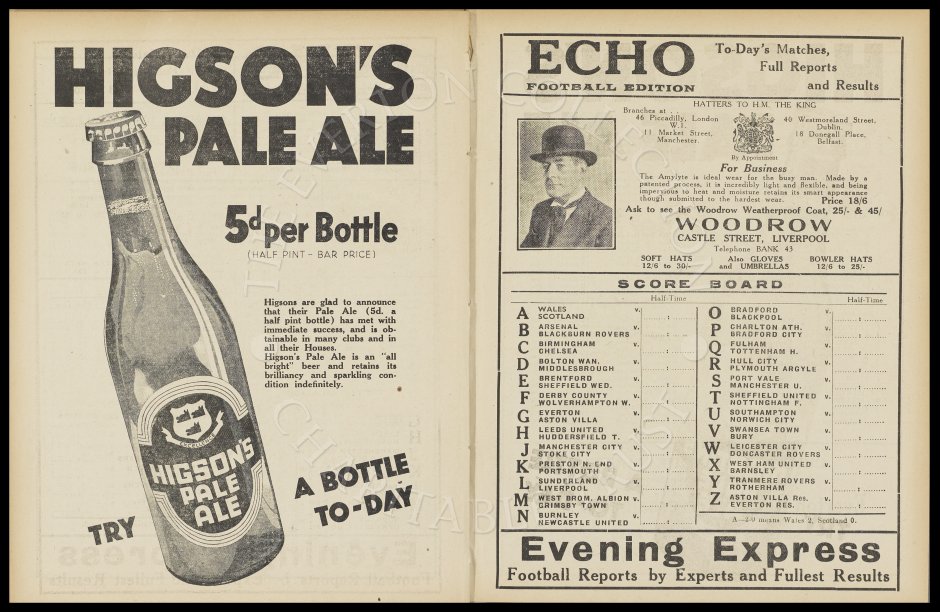 HIGSON'S
PALE ALE
5d per Bottle
(HALF PINT – BAR PRICE)
Higsons are glad to announce
that their Pale Ale (5d. a
half pint bottle) has met with
immediate success, and is ob-
tainable in many clubs and in
all their Houses.
Higson's Pale Ale is an "all
bright" beer and retains its
brilliancy and sparkling con-
dition indefinitely.
EXCELLENCE
HIGSON'S
PALE
ALE
TRY
A BOTTLE
TO-DAY
ECHO
FOOTBALL EDITION
To-Day's Matches,
Full Reports
and Results
HATTERS TO H.M. THE KING
Branches at
46 Piccadilly, London
W.1.
11 Market Street,
Manchester.
40 Westmoreland Street,
Dublin.
18 Donegall Place,
Belfast.
By Appointment
For Business
The Amylyte is ideal wear for the busy man. Made by a
patented process, it is incredibly light and flexible, and being
impervious to heat and moisture retains its smart appearance
though submitted to the hardest wear. Price 18/6
Ask to see the Woodrow Weatherproof Coat, 25/- & 45/
WOODROW
CASTLE STREET, LIVERPOOL
Telephone BANK 43
SOFT HATS
12/6 to 30/-
Also GLOVES
and UMBRELLAS
BOWLER HATS
12/6 to 25/-
SCORE BOARD
Half-Time
A WALES v.
SCOTLAND
B ARSENAL v.
BLACKBURN ROVERS
C BIRMINGHAM v.
CHELSEA
D BOLTON WAN. v.
MIDDLESBROUGH
E BRENTFORD v.
SHEFFIELD WED.
F DERBY COUNTY v.
WOLVERHAMPTON W.
G EVERTON v.
ASTON VILLA
H LEEDS UNITED v.
HUDDERSFIELD T.
J MANCHESTER CITY v.
STOKE CITY
K PRESTON N. END v.
PORTSMOUTH
L SUNDERLAND v.
LIVERPOOL
M WEST BROM. ALBION v.
GRIMSBY TOWN
N BURNLEY v.
NEWCASTLE UNITED
Half-Time
O BRADFORD v.
BLACKPOOL
P CHARLTON ATH. v.
BRADFORD CITY
Q FULHAM v.
TOTTENHAM H.
R HULL CITY v.
PLYMOUTH ARGYLE
S PORT VALE v.
MANCHESTER U.
T SHEFFIELD UNITED v.
NOTTINGHAM F.
U SOUTHAMPTON v.
NORWICH CITY
V SWANSEA TOWN v.
BURY
W LEICESTER CITY v.
DONCASTER ROVERS
X WEST HAM UNITED v.
BARNSLEY
Y TRANMERE ROVERS v.
ROTHERHAM
Z ASTON VILLA Res. v.
EVERTON RES.
A—2-0 means Wales 2, Scotland 0.
Evening Express
Football Reports by Experts and Fullest Results